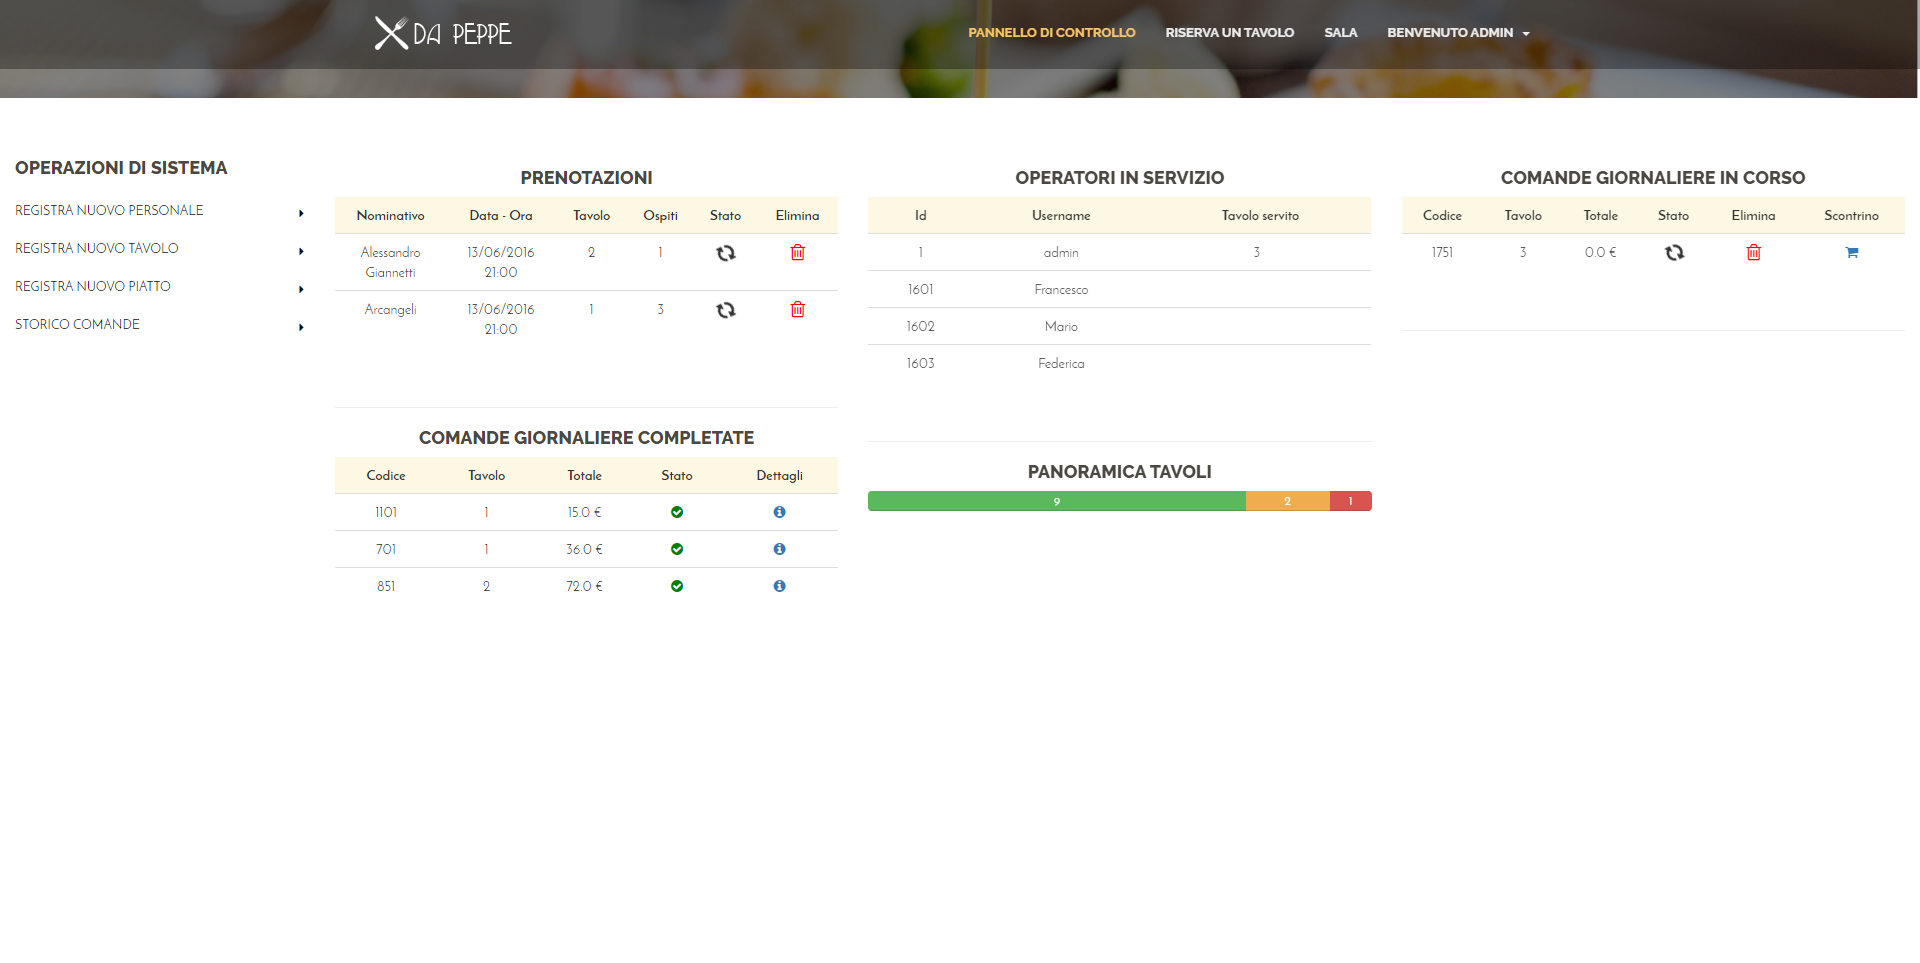 DA PEPPE
PANNELLO DI CONTROLLO RISERVA UN TAVOLO SALA BENVENUTO ADMIN
OPERAZIONI DI SISTEMA
REGISTRA NUOVO PERSONALE
REGISTRA NUOVO TAVOLO
REGISTRA NUOVO PIATTO
STORICO COMANDE
PRENOTAZIONI
Nominativo Data - Ora Tavolo Ospiti Stato Elimina
Alessandro 13/06/2016 2 1
Giannetti 21:00
Arcangeli 13/06/2016 1 3
21:00
COMANDE GIORNALIERE COMPLETATE
Codice Tavolo Totale Stato Dettagli
1101 1 15.0 €
701 1 36.0 €
851 2 72.0 €
OPERATORI IN SERVIZIO
Id Username Tavolo servito
1 admin 3
1601 Francesco
1602 Mario
1603 Federica
PANORAMICA TAVOLI
9 2 1
COMANDE GIORNALIERE IN CORSO
Codice Tavolo Totale Stato Elimina Scontrino
1751 3 0.0 €